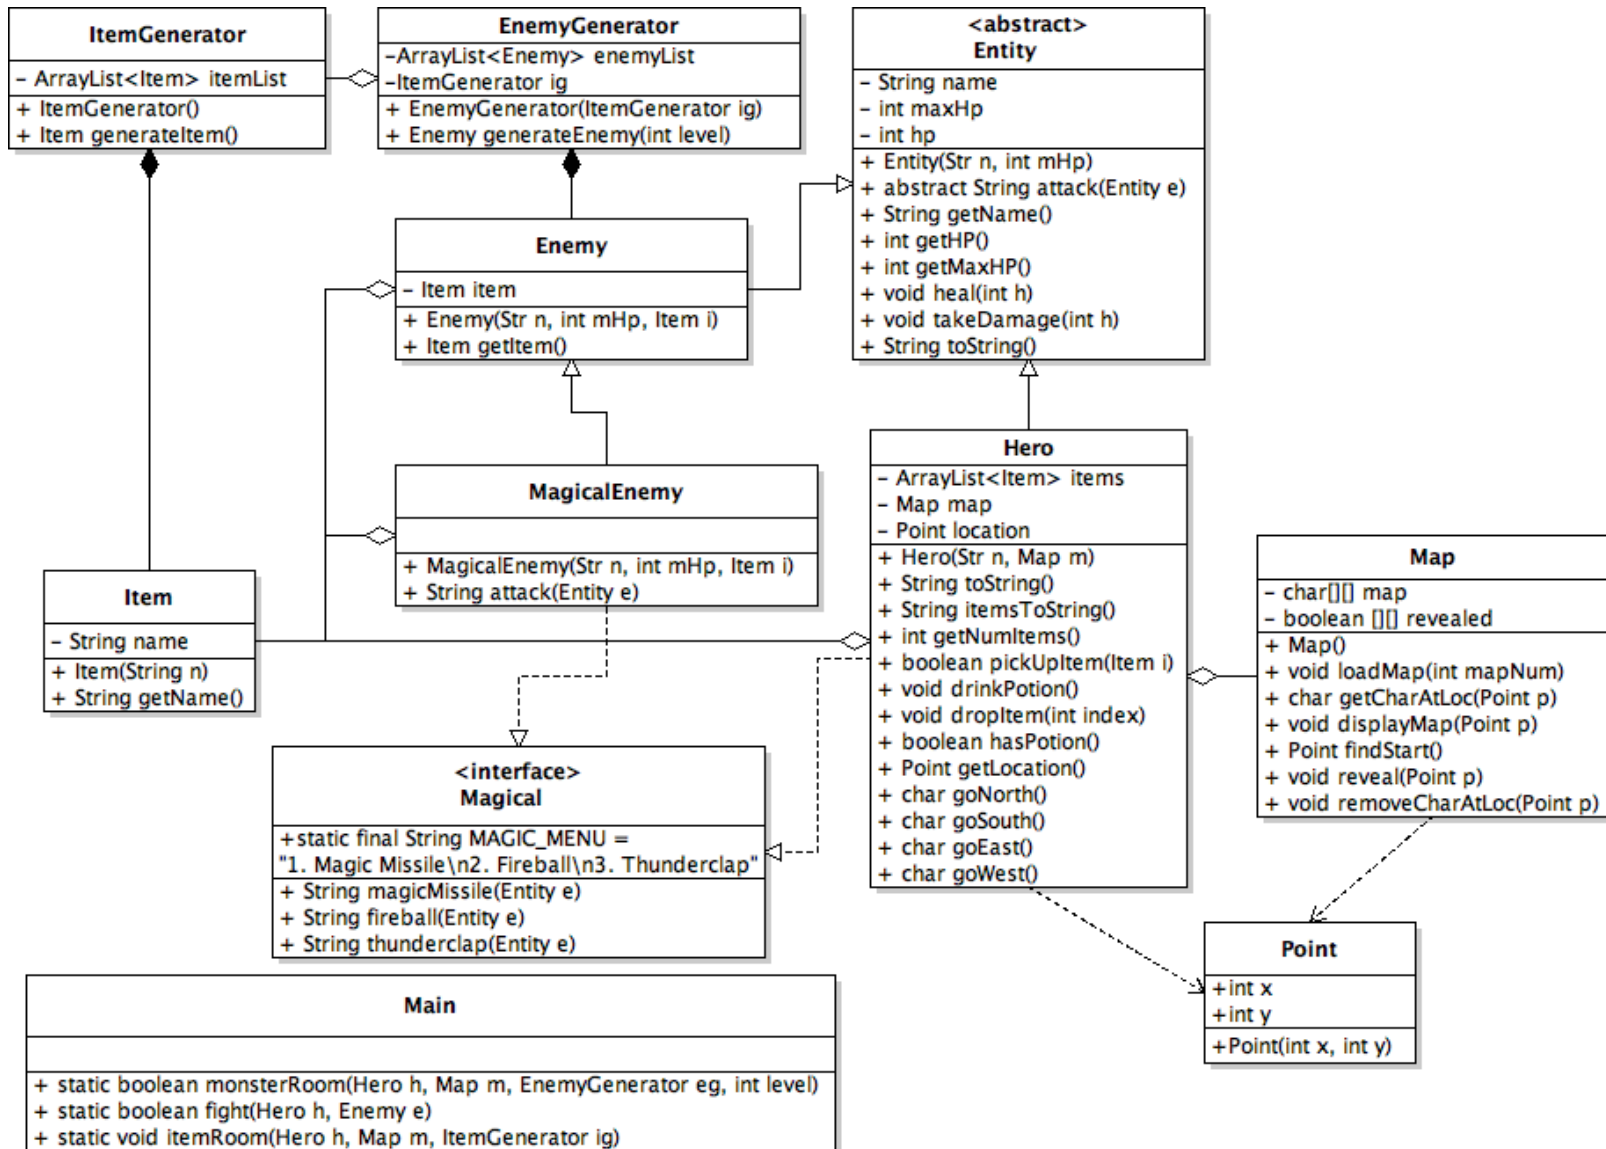 ItemGenerator
- ArrayList<Item> itemList
+ ItemGenerator()
+ Item generateItem()
EnemyGenerator
-ArrayList<Enemy> enemyList
-ItemGenerator ig
+ EnemyGenerator(ItemGenerator ig)
+ Enemy generateEnemy(int level)
<abstract>
Entity
- String name
- int maxHp
- int hp
+ Entity(Str n, int mHp)
+ abstract String attack(Entity e)
+ String getName()
+ int getHP()
+ int getMaxHP()
+ void heal(int h)
+ void takeDamage(int h)
+ String toString()
Enemy
- Item item
+ Enemy(Str n, int mHp, Item i)
+ Item getItem()
MagicalEnemy
+ MagicalEnemy(Str n, int mHp, Item i)
+ String attack(Entity e)
Item
- String name
+ Item(String n)
+ String getName()
Hero
- ArrayList<Item> items
- Map map
- Point location
+ Hero(Str n, Map m)
+ String toString()
+ String itemsToString()
+ int getNumItems()
+ boolean pickUpItem(Item i)
+ void drinkPotion()
+ void dropItem(int index)
+ boolean hasPotion()
+ Point getLocation()
+ char goNorth()
+ char goSouth()
+ char goEast()
+ char goWest()
Map
- char[][] map
- boolean [][] revealed
+ Map()
+ void loadMap(int mapNum)
+ char getCharAtLoc(Point p)
+ void displayMap(Point p)
+ Point findStart()
+ void reveal(Point p)
+ void removeCharAtLoc(Point p)
<interface>
Magical
+static final String MAGIC_MENU =
"1. Magic Missile\n2. Fireball\n3. Thunderclap"
+ String magicMissile(Entity e)
+ String fireball(Entity e)
+ String thunderclap(Entity e)
Point
+int x
+int y
+Point(int x, int y)
Main
+ static boolean monsterRoom(Hero h, Map m, EnemyGenerator eg, int level)
+ static boolean fight(Hero h, Enemy e)
+ static void itemRoom(Hero h, Map m, ItemGenerator ig)